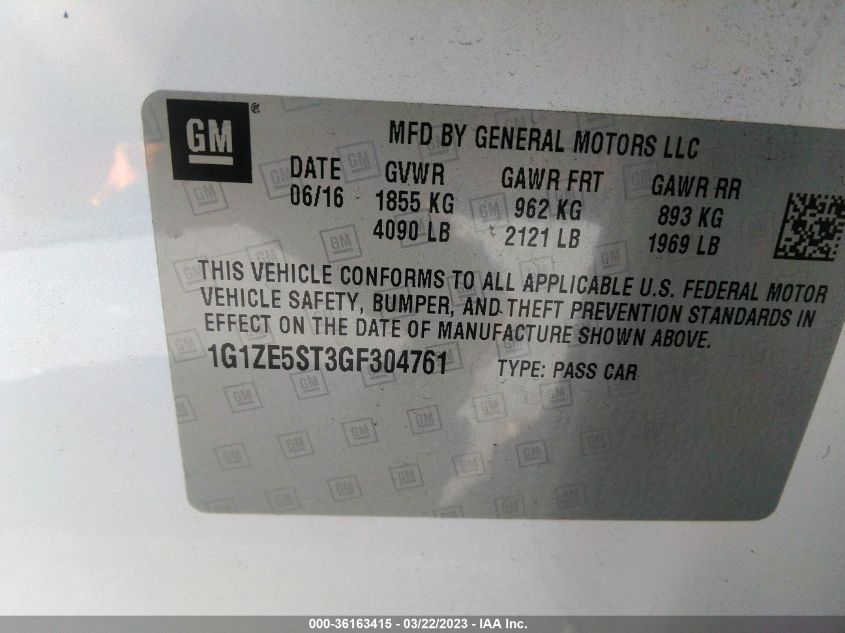 GM ®
MFD BY GENERAL MOTORS LLC
DATE GVWR GAWR FRT GAWR RR
06/16 1855 KG 962 KG 893 KG
4090 LB 2121 LB 1969 LB
THIS VEHICLE CONFORMS TO ALL APPLICABLE U.S. FEDERAL MOTOR
VEHICLE SAFETY, BUMPER, AND THEFT PREVENTION STANDARDS IN
EFFECT ON THE DATE OF MANUFACTURE SHOWN ABOVE.
1G1ZE5ST3GF304761 TYPE: PASS CAR
000-36163415 - 03/22/2023 - IAA Inc.